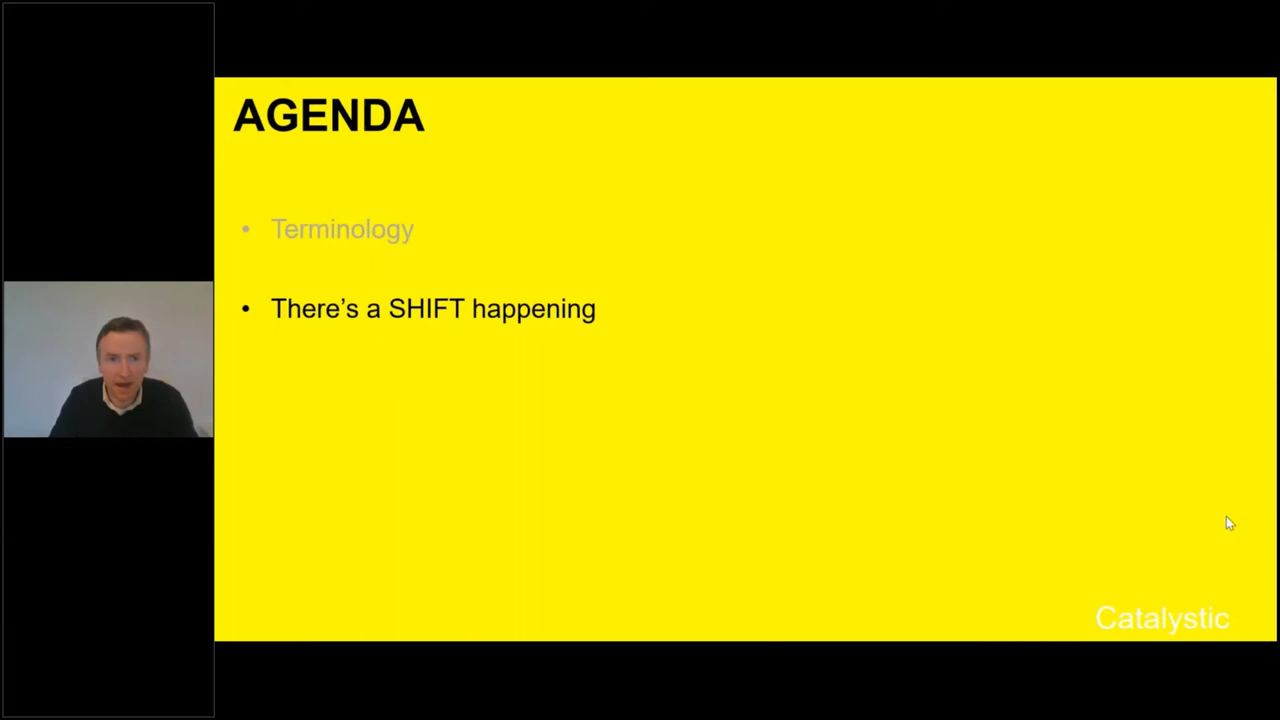 AGENDA
• Terminology
• There’s a SHIFT happening
Catalystic